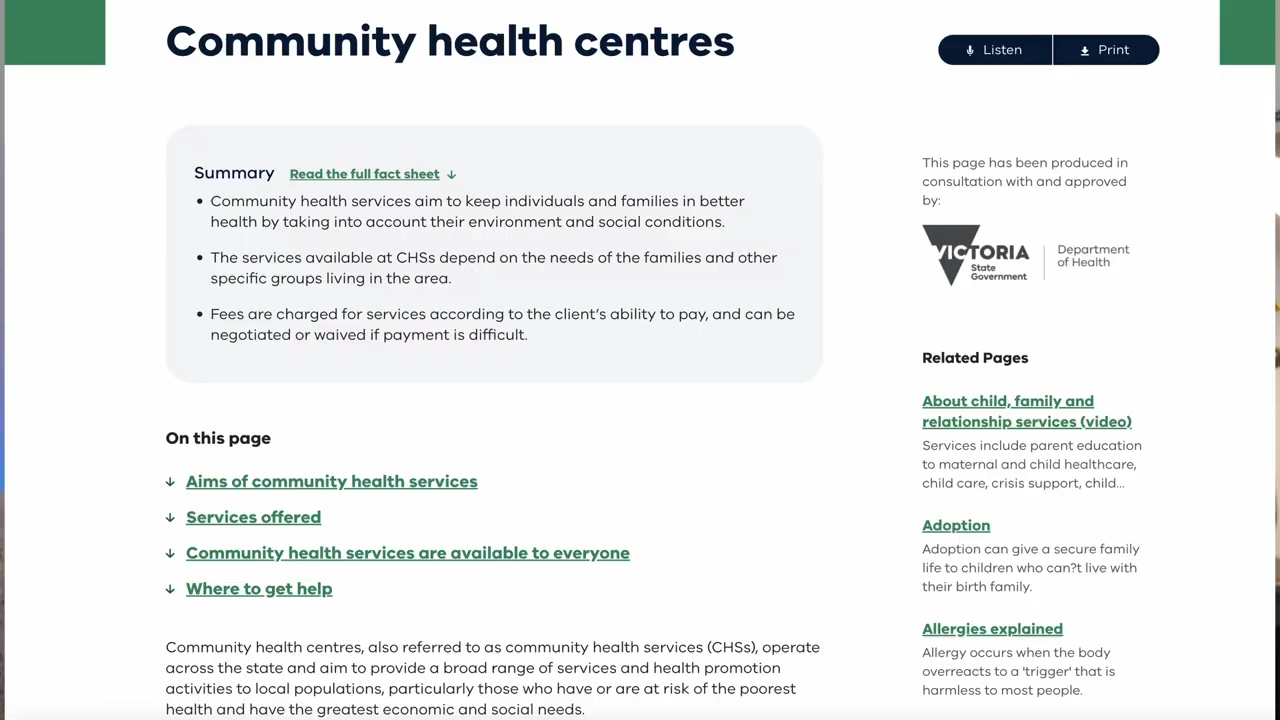 Community health centres
Listen
Print
Summary Read the full fact sheet ↓
• Community health services aim to keep individuals and families in better
health by taking into account their environment and social conditions.
• The services available at CHSs depend on the needs of the families and other
specific groups living in the area.
• Fees are charged for services according to the client’s ability to pay, and can be
negotiated or waived if payment is difficult.
On this page
↓ Aims of community health services
↓ Services offered
↓ Community health services are available to everyone
↓ Where to get help
Community health centres, also referred to as community health services (CHSs), operate
across the state and aim to provide a broad range of services and health promotion
activities to local populations, particularly those who have or are at risk of the poorest
health and have the greatest economic and social needs.
This page has been produced in
consultation with and approved
by:
VICTORIA
State
Government
Department
of Health
Related Pages
About child, family and
relationship services (video)
Services include parent education
to maternal and child healthcare,
child care, crisis support, child...
Adoption
Adoption can give a secure family
life to children who can?t live with
their birth family.
Allergies explained
Allergy occurs when the body
overreacts to a 'trigger' that is
harmless to most people.